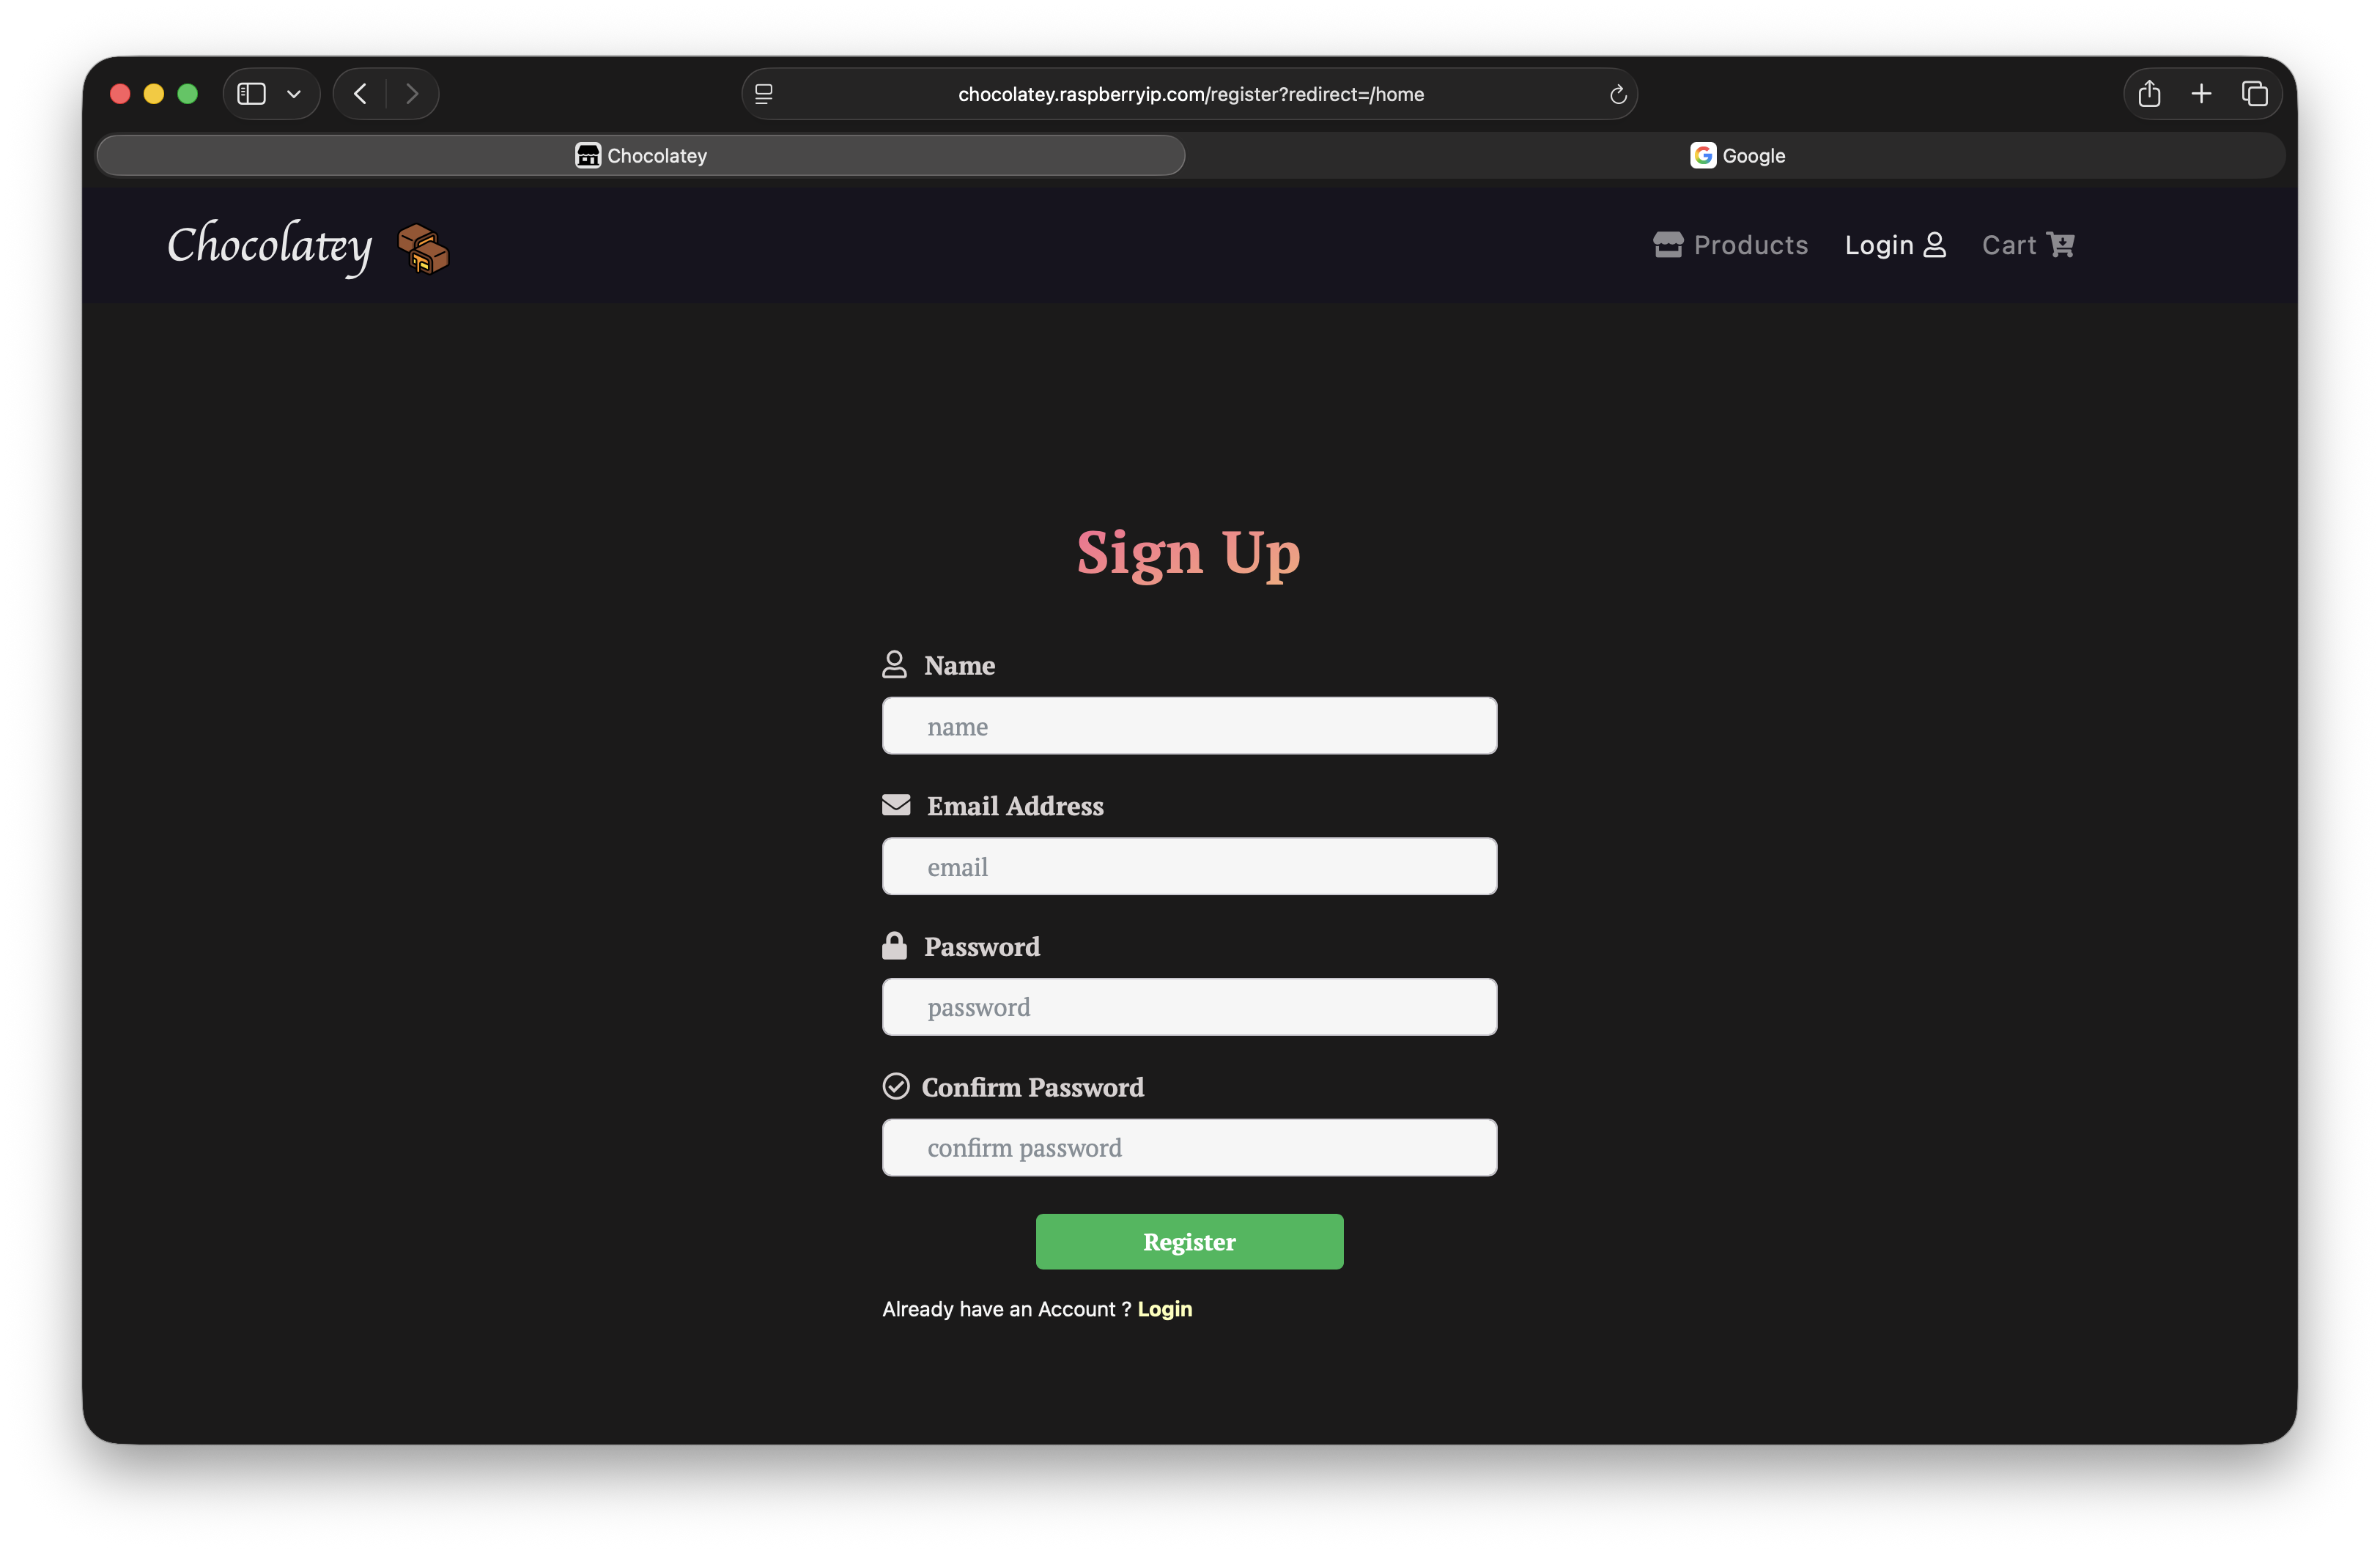 chocolatey.raspberryip.com/register?redirect=/home
Chocolatey
Google
Chocolatey
Products
Login
Cart
Sign Up
Name
name
Email Address
email
Password
password
Confirm Password
confirm password
Register
Already have an Account ? Login